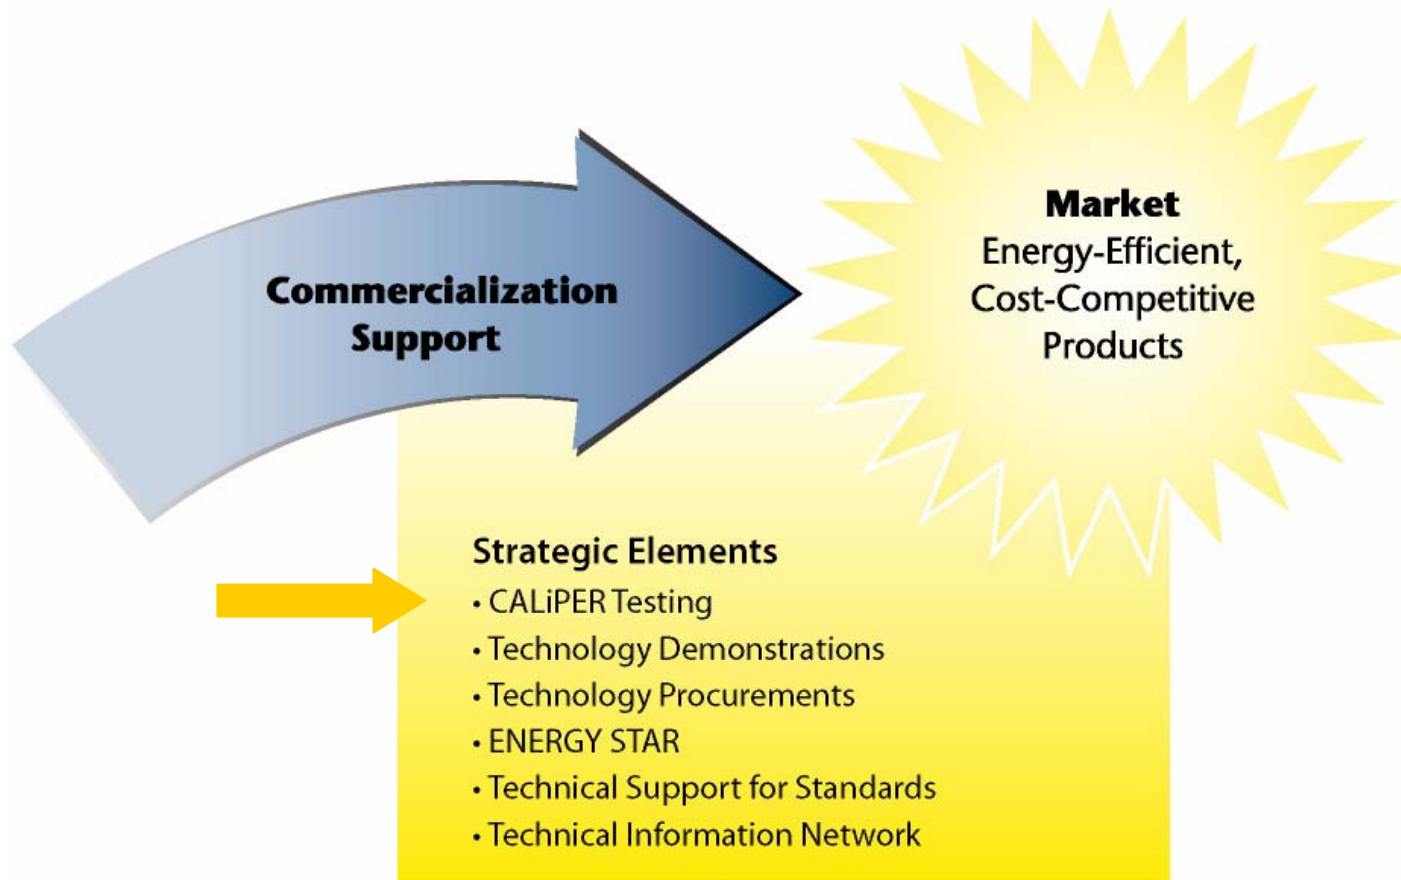 Commercialization
Support
Market
Energy-Efficient,
Cost-Competitive
Products
Strategic Elements
• CALiPER Testing
• Technology Demonstrations
• Technology Procurements
• ENERGY STAR
• Technical Support for Standards
• Technical Information Network